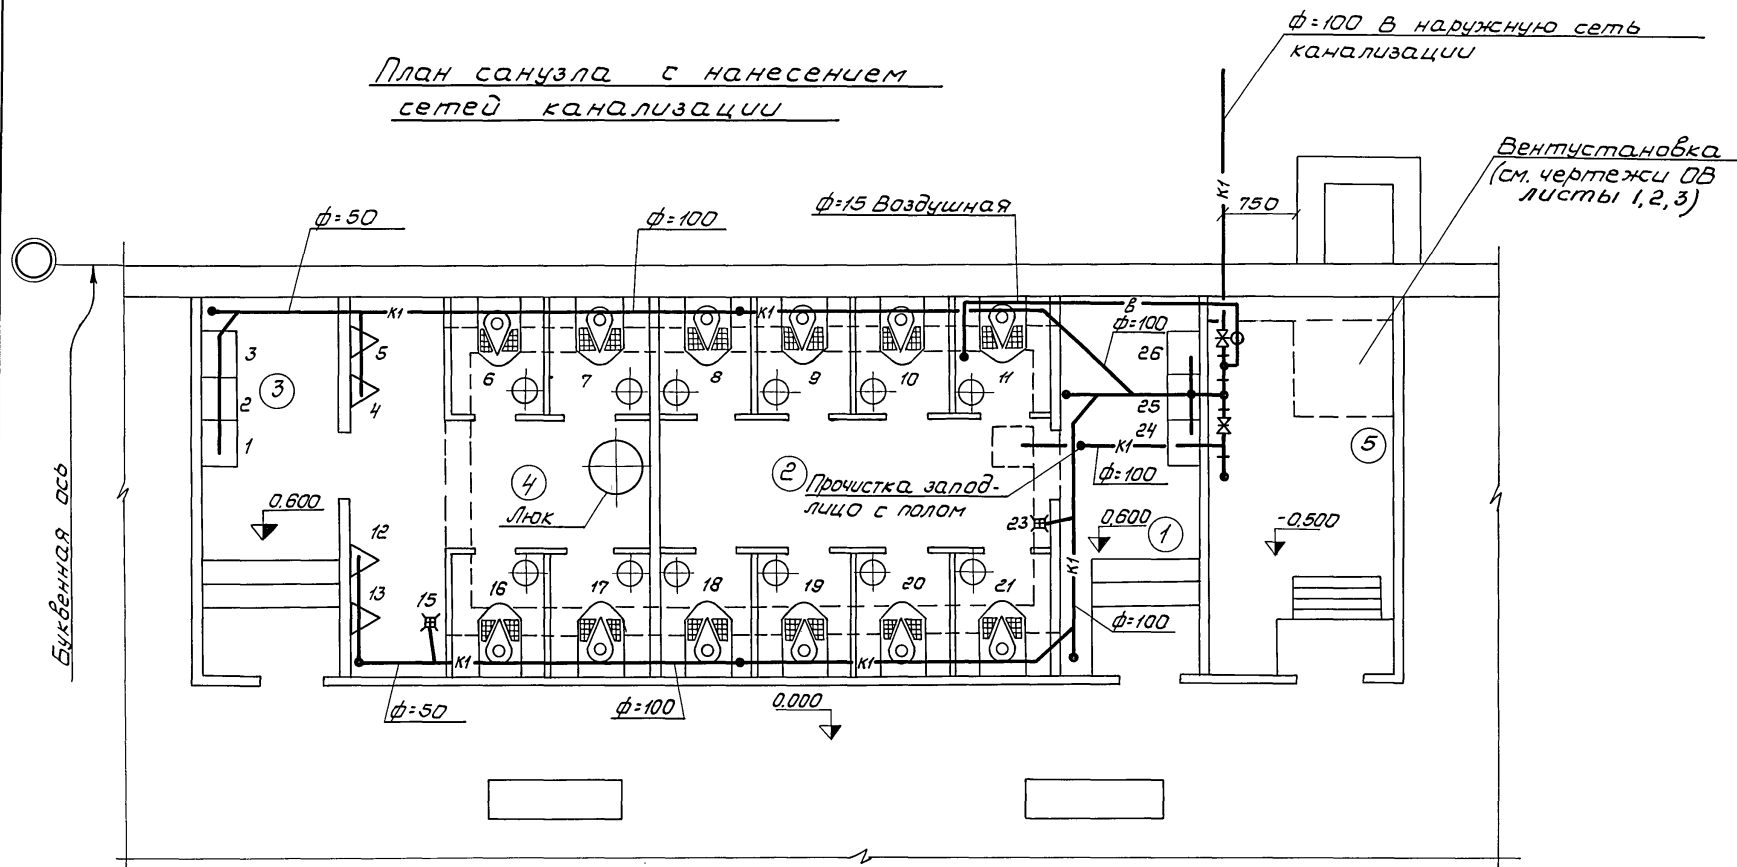 План санузла с нанесением
сетей канализации
ф=100 В наружную сеть
канализации
Вентустановка
(см. чертежи ОВ
листы 1,2,3)
К1
750
ф=50
ф=100
ф=15 Воздушная
Буквенная ось
К1
К1
В
ф=100
3
2
1
3
5
4
6
7
8
9
10
11
26
25
24
К1
ф=100
5
4
2
Прочистка запод-
лицо с полом
Люк
0.600
12
13
15
16
17
18
19
20
21
23
0.600
1
-0.500
К1
К1
К1
ф=100
ф=50
ф=100
0.000